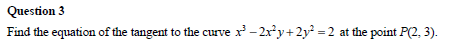 Question 3
Find the equation of the tangent to the curve x³ – 2x²y + 2y² = 2 at the point P(2, 3).